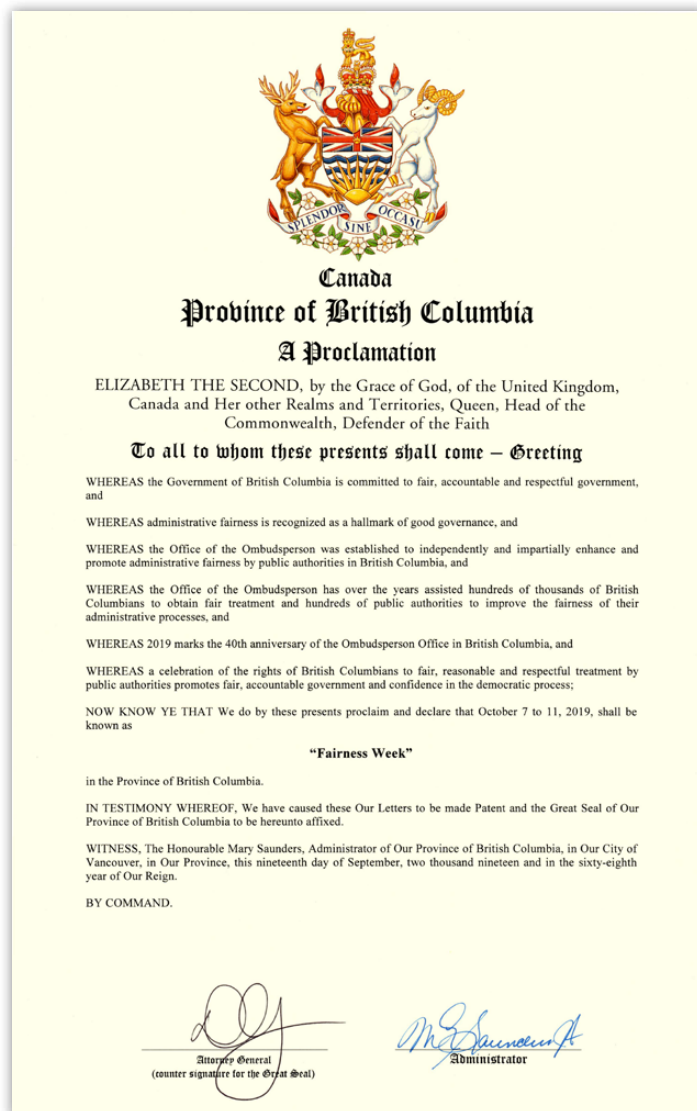 SPLENDOR SINE OCCASU
Canada
Province of British Columbia
A Proclamation
ELIZABETH THE SECOND, by the Grace of God, of the United Kingdom,
Canada and Her other Realms and Territories, Queen, Head of the
Commonwealth, Defender of the Faith
To all to whom these presents shall come – Greeting
WHEREAS the Government of British Columbia is committed to fair, accountable and respectful government,
and
WHEREAS administrative fairness is recognized as a hallmark of good governance, and
WHEREAS the Office of the Ombudsperson was established to independently and impartially enhance and
promote administrative fairness by public authorities in British Columbia, and
WHEREAS the Office of the Ombudsperson has over the years assisted hundreds of thousands of British
Columbians to obtain fair treatment and hundreds of public authorities to improve the fairness of their
administrative processes, and
WHEREAS 2019 marks the 40th anniversary of the Ombudsperson Office in British Columbia, and
WHEREAS a celebration of the rights of British Columbians to fair, reasonable and respectful treatment by
public authorities promotes fair, accountable government and confidence in the democratic process;
NOW KNOW YE THAT We do by these presents proclaim and declare that October 7 to 11, 2019, shall be
known as
“Fairness Week”
in the Province of British Columbia.
IN TESTIMONY WHEREOF, We have caused these Our Letters to be made Patent and the Great Seal of Our
Province of British Columbia to be hereunto affixed.
WITNESS, The Honourable Mary Saunders, Administrator of Our Province of British Columbia, in Our City of
Vancouver, in Our Province, this nineteenth day of September, two thousand nineteen and in the sixty-eighth
year of Our Reign.
BY COMMAND.
Attorney General
(counter signature for the Great Seal)
Administrator